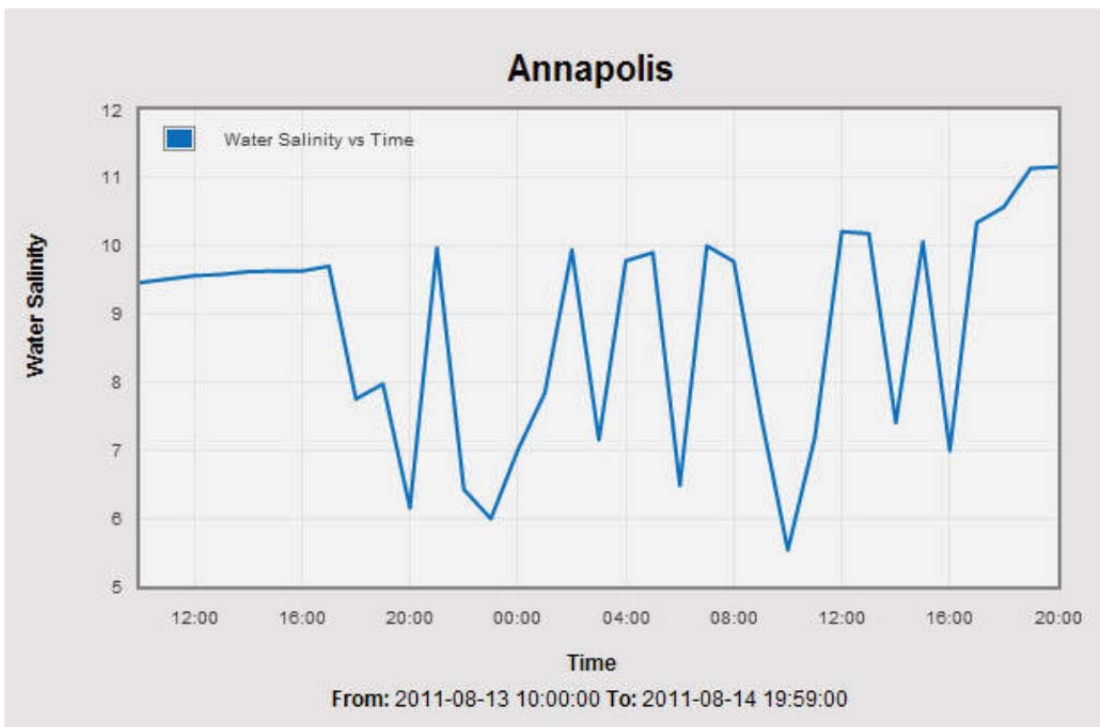 Annapolis
12
Water Salinity vs Time
11
10
9
8
7
6
5
Water Salinity
12:00 16:00 20:00 00:00 04:00 08:00 12:00 16:00 20:00
Time
From: 2011-08-13 10:00:00 To: 2011-08-14 19:59:00